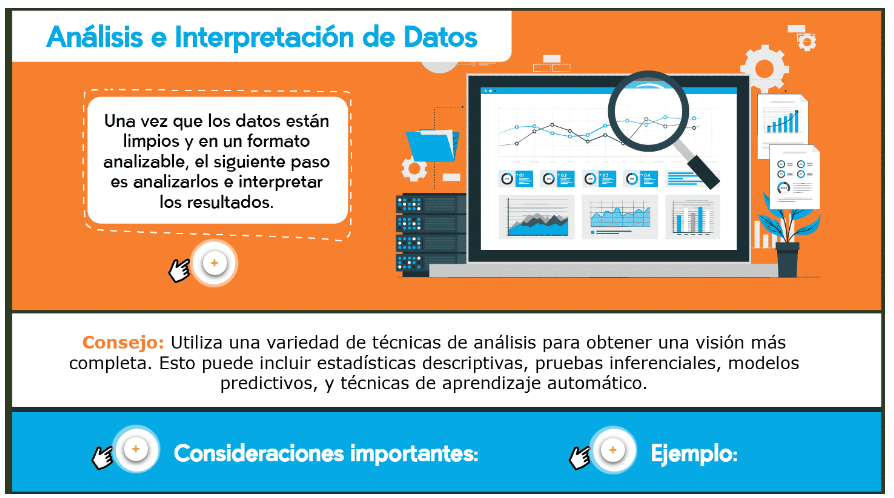 Análisis e Interpretación de Datos
Una vez que los datos están
limpios y en un formato
analizable, el siguiente paso
es analizarlos e interpretar
los resultados.
Consejo: Utiliza una variedad de técnicas de análisis para obtener una visión más
completa. Esto puede incluir estadísticas descriptivas, pruebas inferenciales, modelos
predictivos, y técnicas de aprendizaje automático.
Consideraciones importantes:
Ejemplo: